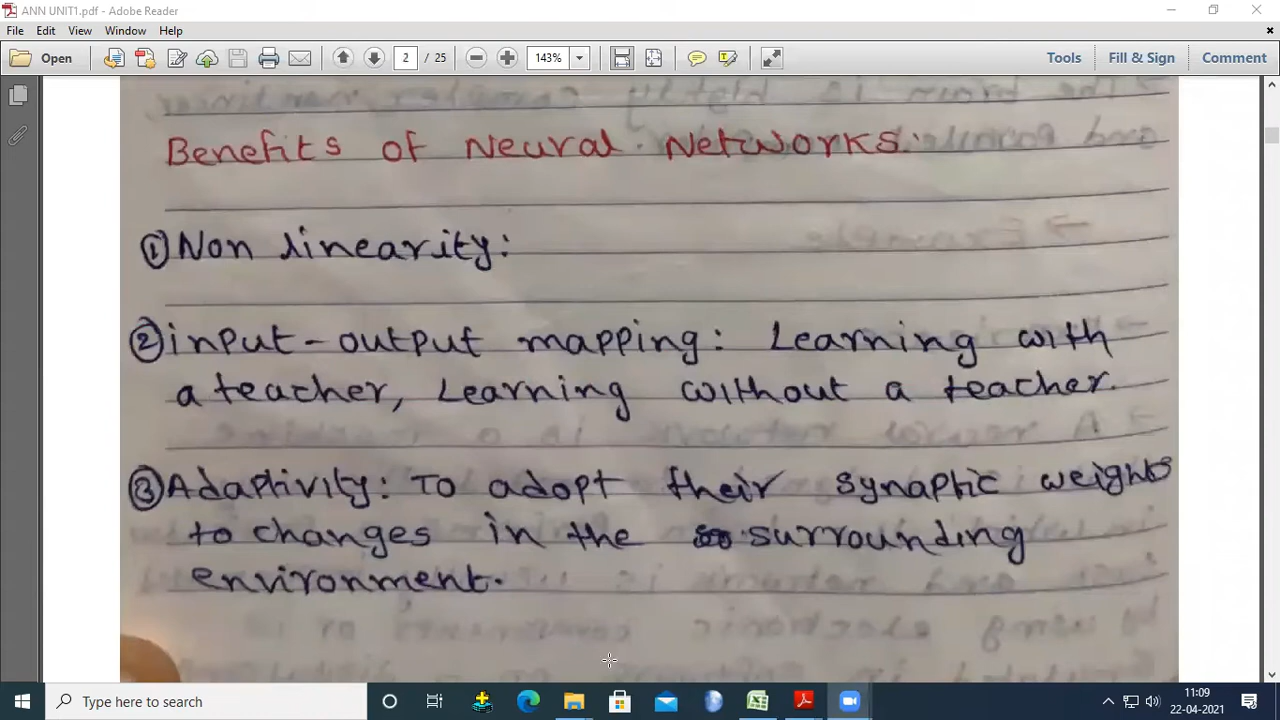 ANN UNIT1.pdf - Adobe Reader
File Edit View Window Help
Open 2 / 25 143% Tools Fill & Sign Comment
Benefits of Neural Networks:
① Non linearity:
② input-output mapping: Learning with
a teacher, Learning without a teacher.
③ Adaptivity: To adopt their synaptic weights
to changes in the surrounding
environment.
Type here to search
11:09
22-04-2021